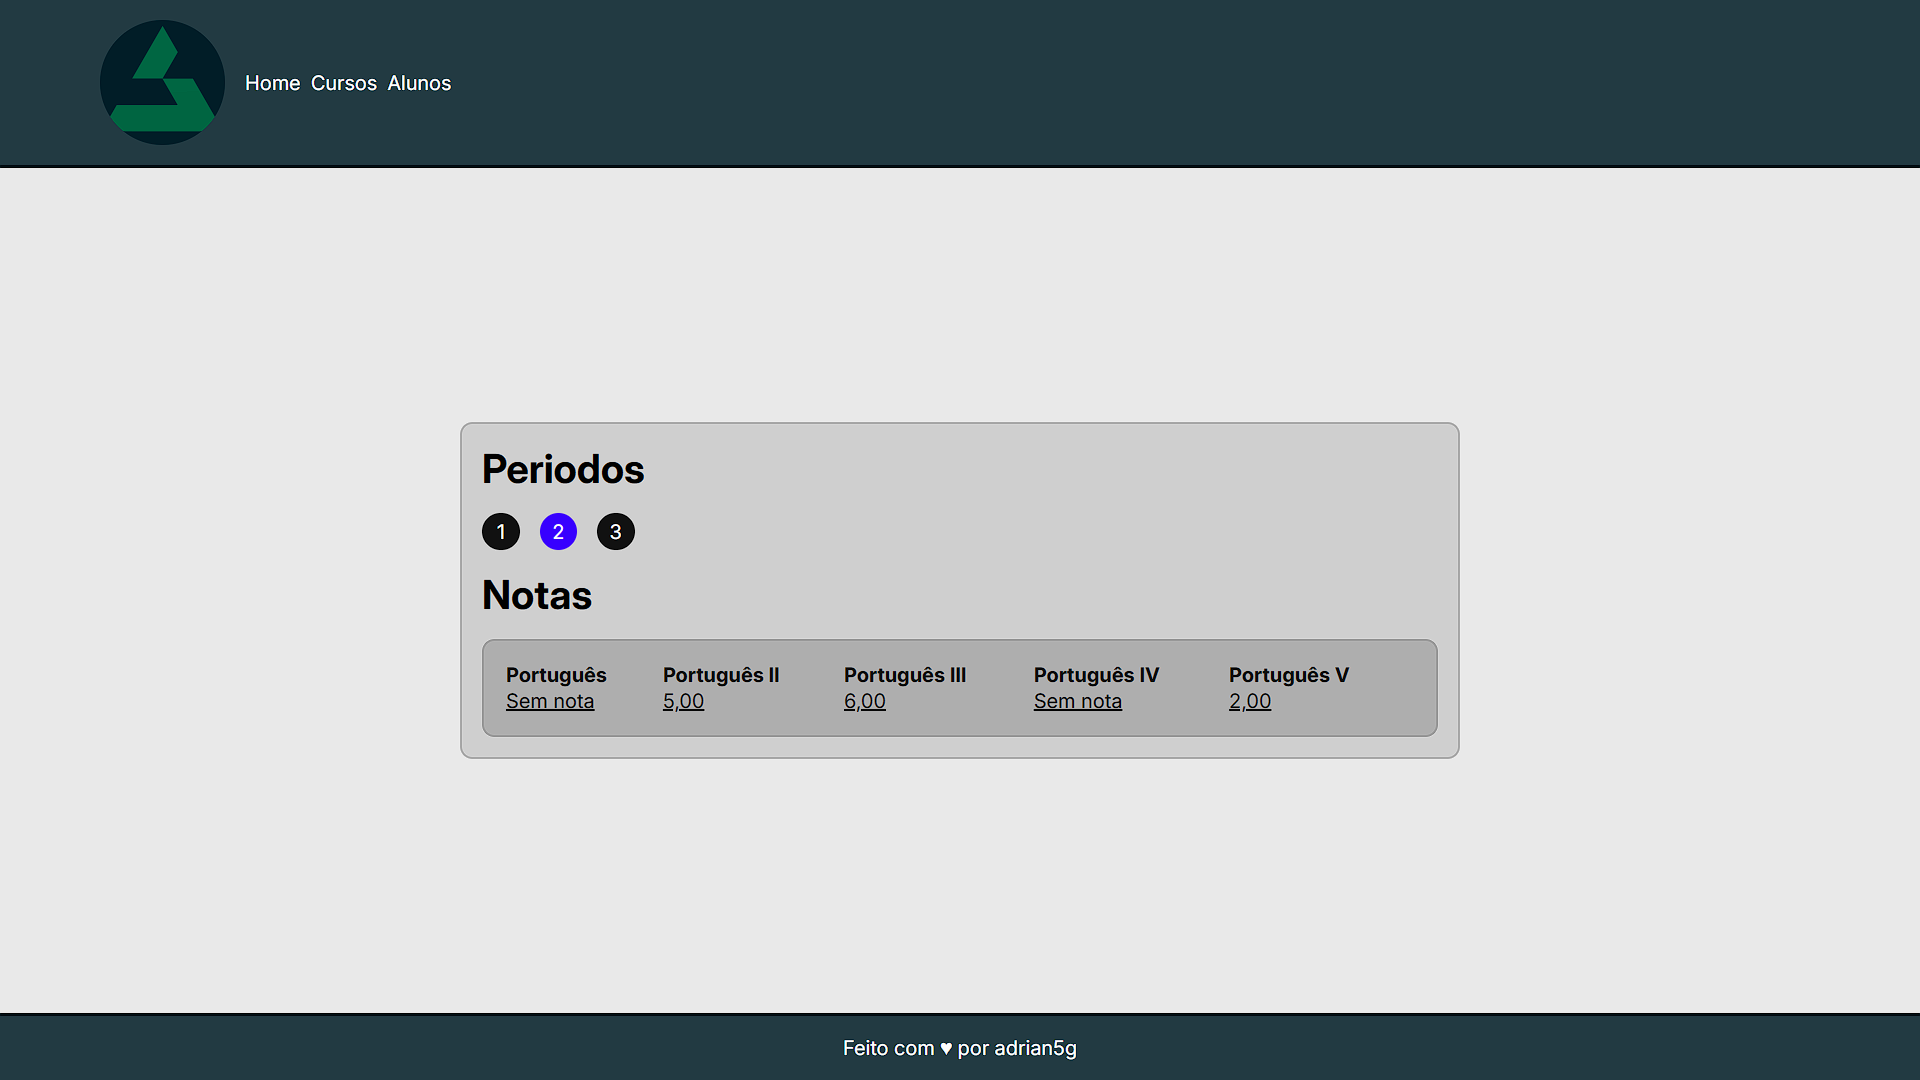 Home Cursos Alunos
Periodos
1 2 3
Notas
Português Português II Português III Português IV Português V
Sem nota 5,00 6,00 Sem nota 2,00
Feito com ♥ por adrian5g